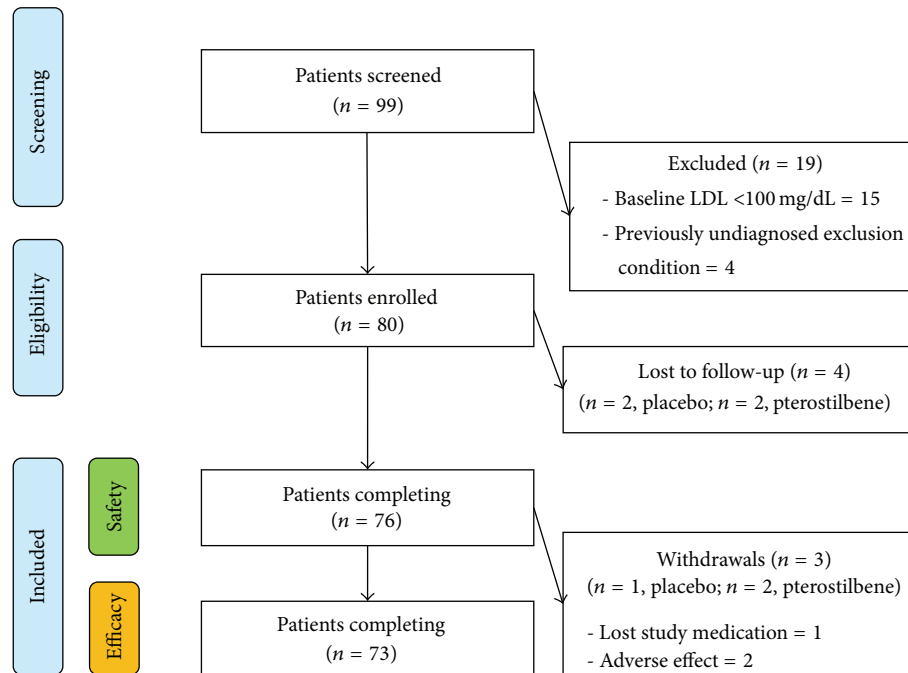 Screening
Patients screened
(n = 99)
Excluded (n = 19)
- Baseline LDL <100 mg/dL = 15
- Previously undiagnosed exclusion
condition = 4
Eligibility
Patients enrolled
(n = 80)
Lost to follow-up (n = 4)
(n = 2, placebo; n = 2, pterostilbene)
Included
Safety
Patients completing
(n = 76)
Withdrawals (n = 3)
(n = 1, placebo; n = 2, pterostilbene)
- Lost study medication = 1
- Adverse effect = 2
Efficacy
Patients completing
(n = 73)